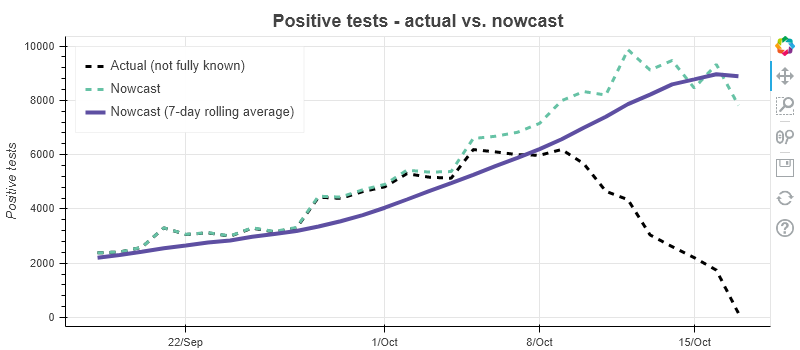 Positive tests - actual vs. nowcast
Actual (not fully known)
Nowcast
Nowcast (7-day rolling average)
Positive tests
10000
8000
6000
4000
2000
0
22/Sep
1/Oct
8/Oct
15/Oct